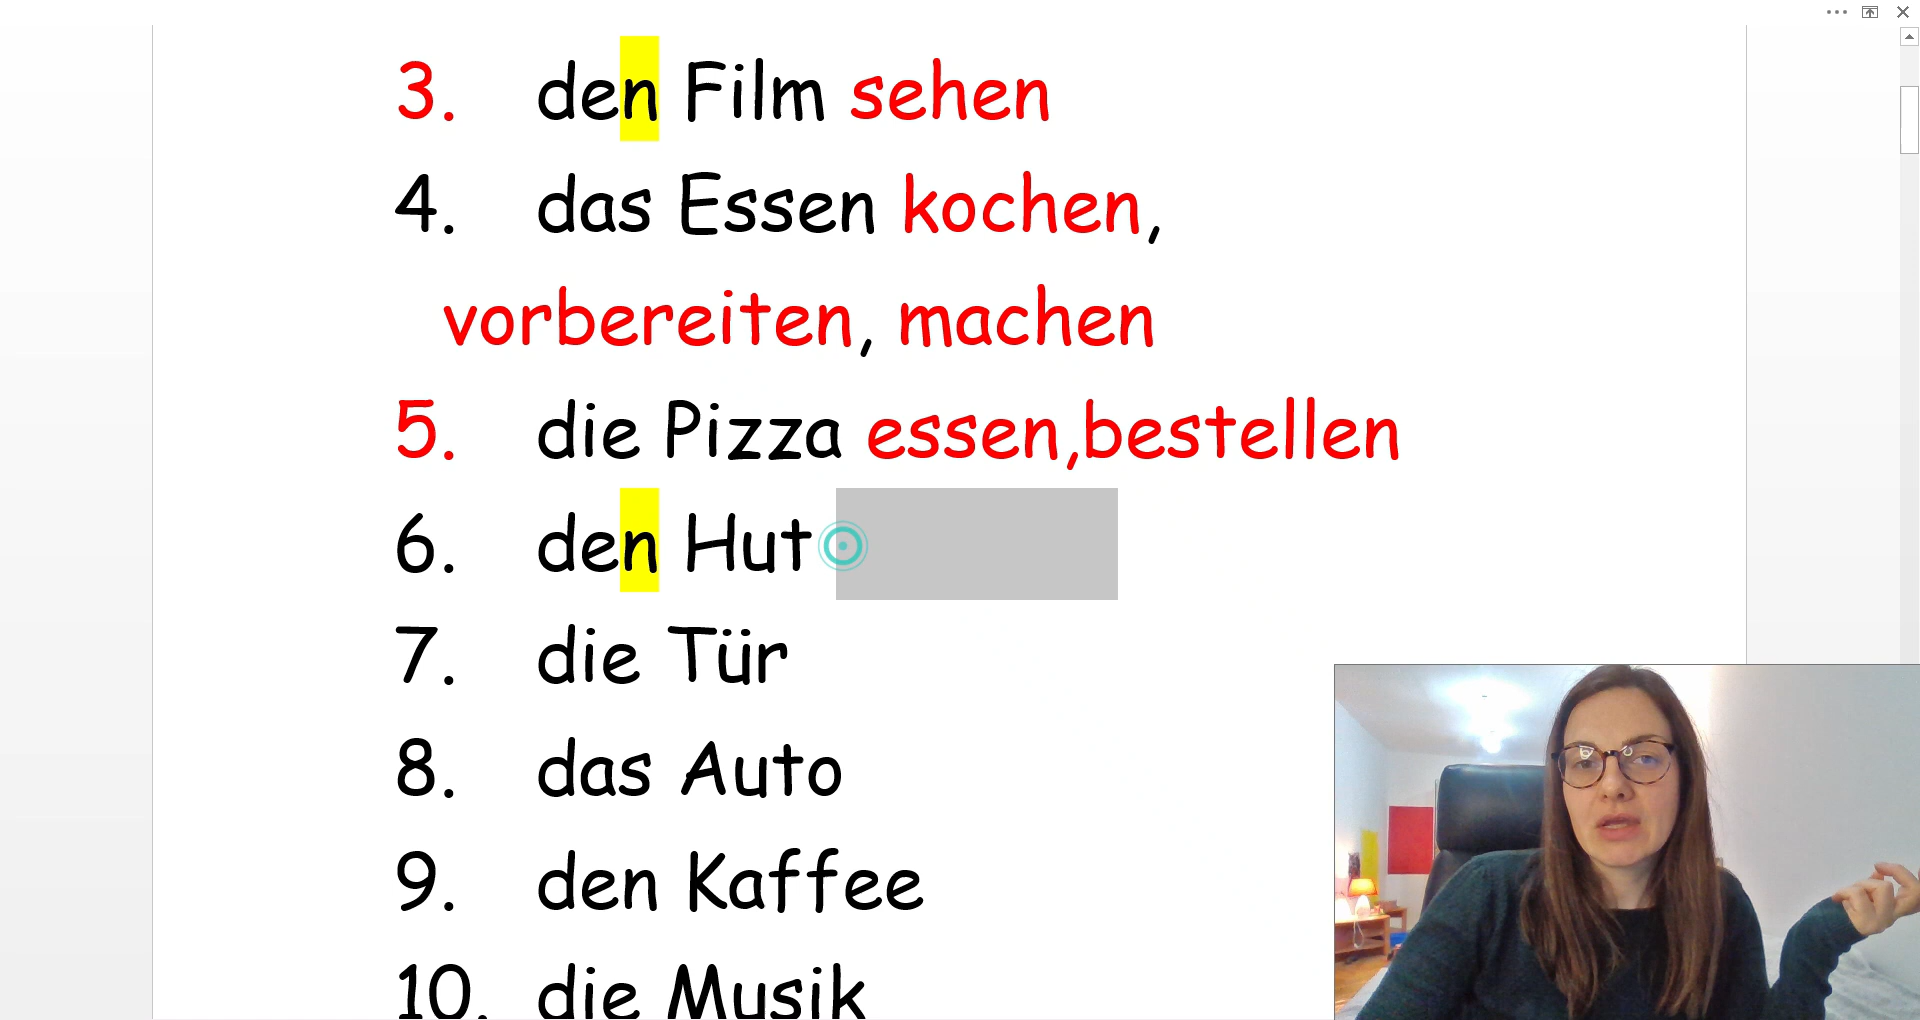 3. den Film sehen
4. das Essen kochen,
vorbereiten, machen
5. die Pizza essen,bestellen
6. den Hut
7. die Tür
8. das Auto
9. den Kaffee
10. die Musik